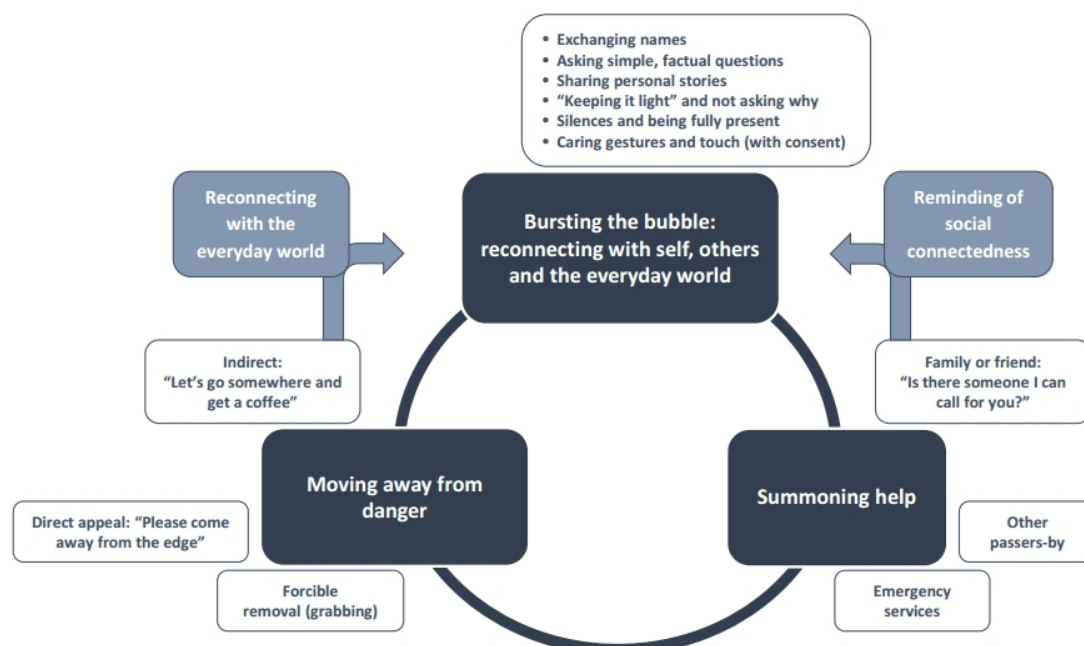 • Exchanging names
• Asking simple, factual questions
• Sharing personal stories
• “Keeping it light” and not asking why
• Silences and being fully present
• Caring gestures and touch (with consent)
Reconnecting
with the
everyday world
Bursting the bubble:
reconnecting with self, others
and the everyday world
Reminding of
social
connectedness
Indirect:
“Let’s go somewhere and
get a coffee”
Family or friend:
“Is there someone I can
call for you?”
Moving away from
danger
Summoning help
Direct appeal: “Please come
away from the edge”
Other
passers-by
Forcible
removal (grabbing)
Emergency
services